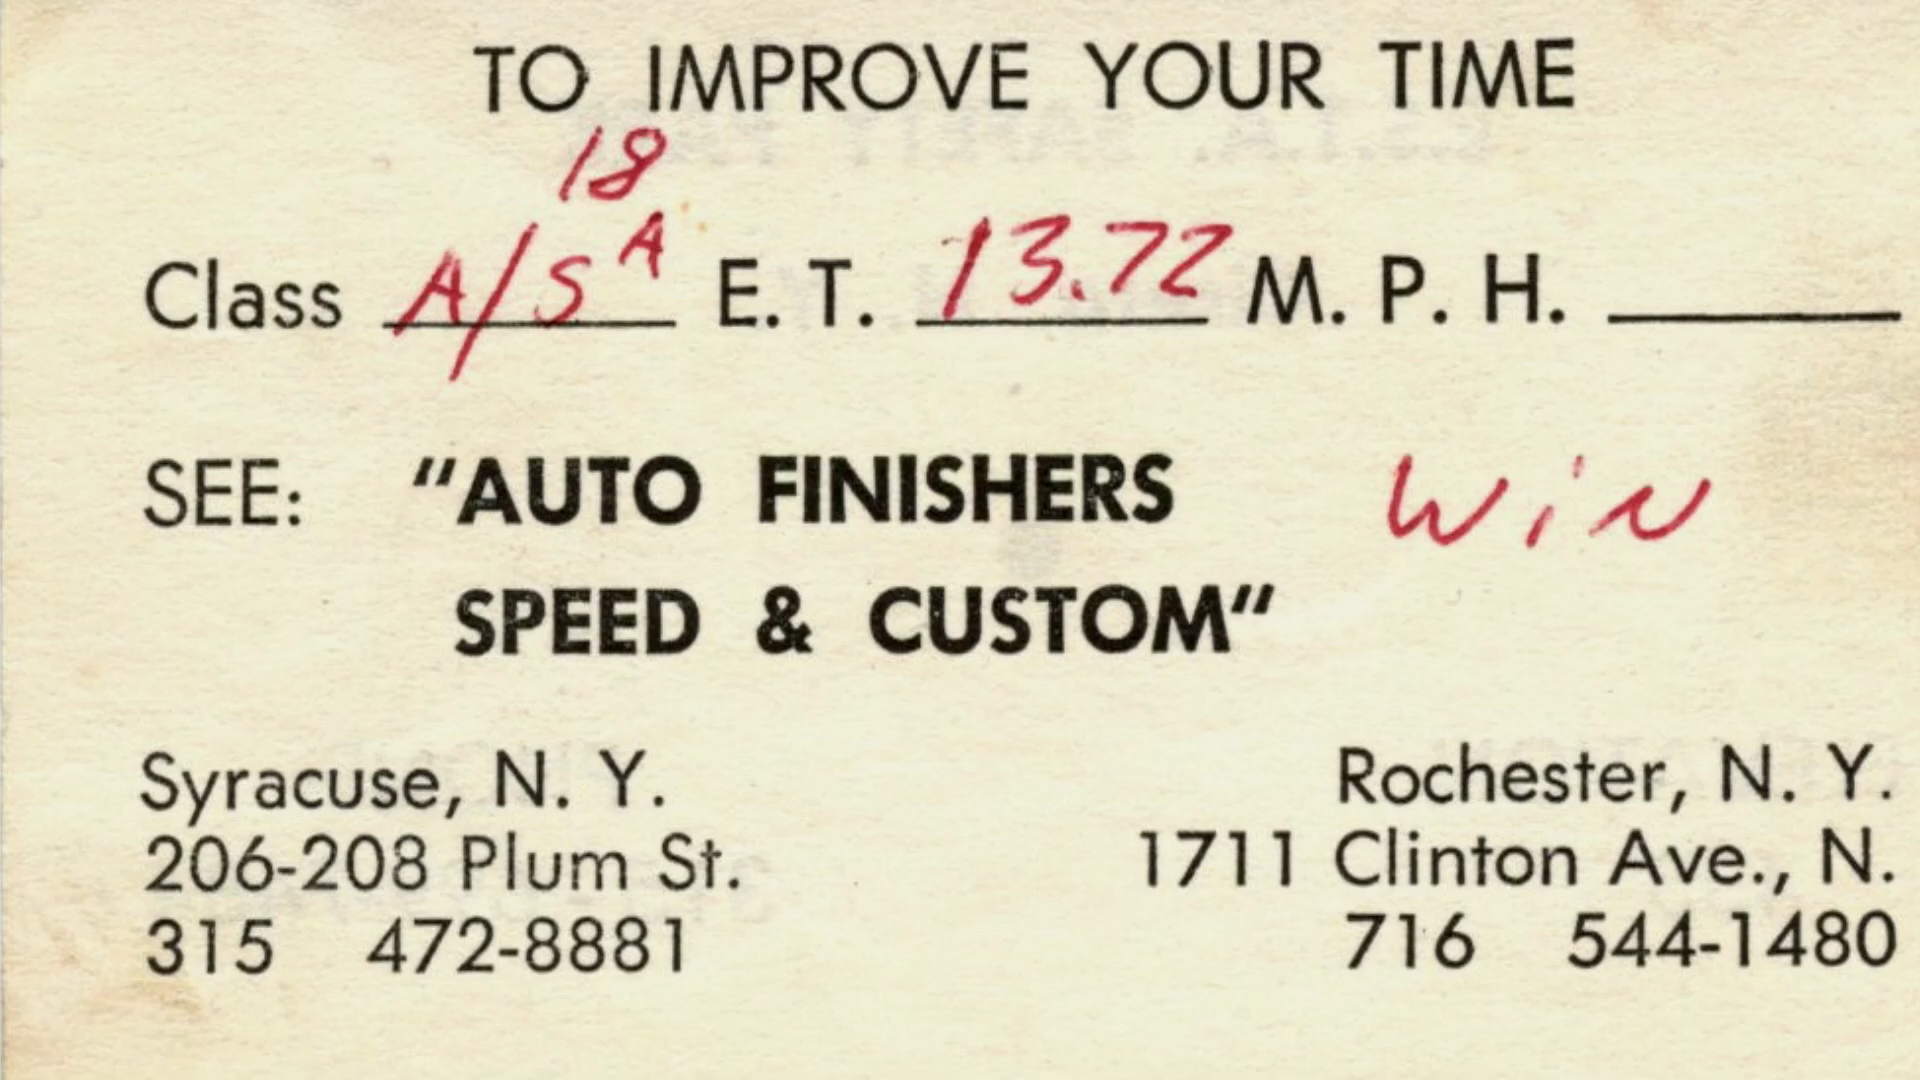 TO IMPROVE YOUR TIME
18
Class A/SA E. T. 13.72 M. P. H.
SEE: "AUTO FINISHERS
Win
SPEED & CUSTOM"
Syracuse, N. Y.
206-208 Plum St.
315 472-8881
Rochester, N. Y.
1711 Clinton Ave., N.
716 544-1480